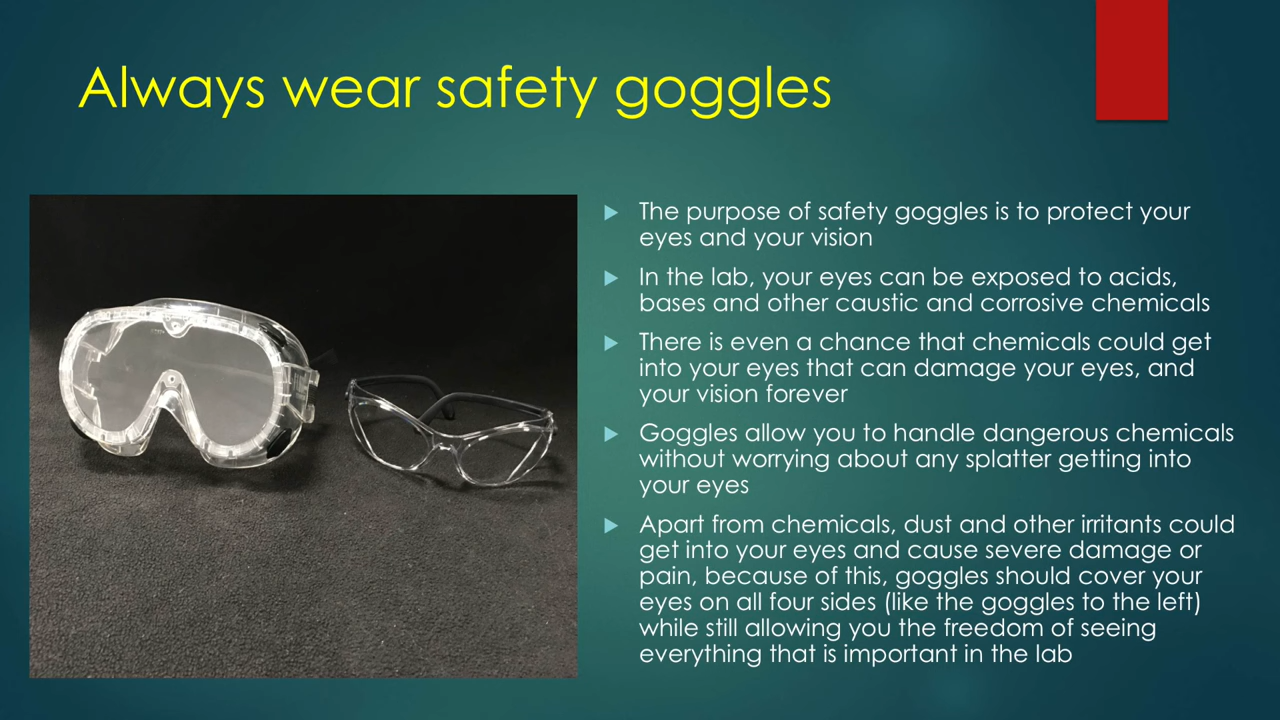 Always wear safety goggles
The purpose of safety goggles is to protect your
eyes and your vision
In the lab, your eyes can be exposed to acids,
bases and other caustic and corrosive chemicals
There is even a chance that chemicals could get
into your eyes that can damage your eyes, and
your vision forever
Goggles allow you to handle dangerous chemicals
without worrying about any splatter getting into
your eyes
Apart from chemicals, dust and other irritants could
get into your eyes and cause severe damage or
pain, because of this, goggles should cover your
eyes on all four sides (like the goggles to the left)
while still allowing you the freedom of seeing
everything that is important in the lab